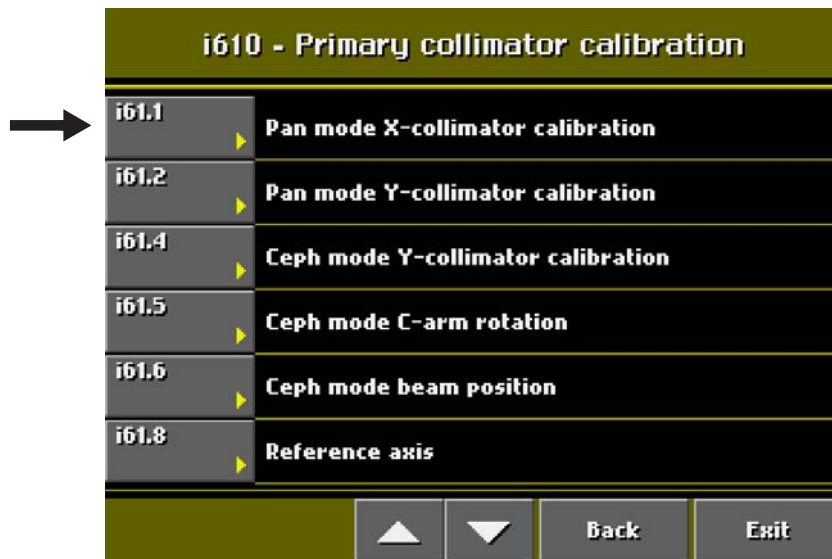 i610 - Primary collimator calibration
i61.1 Pan mode X-collimator calibration
i61.2 Pan mode Y-collimator calibration
i61.4 Ceph mode Y-collimator calibration
i61.5 Ceph mode C-arm rotation
i61.6 Ceph mode beam position
i61.8 Reference axis
Back Exit